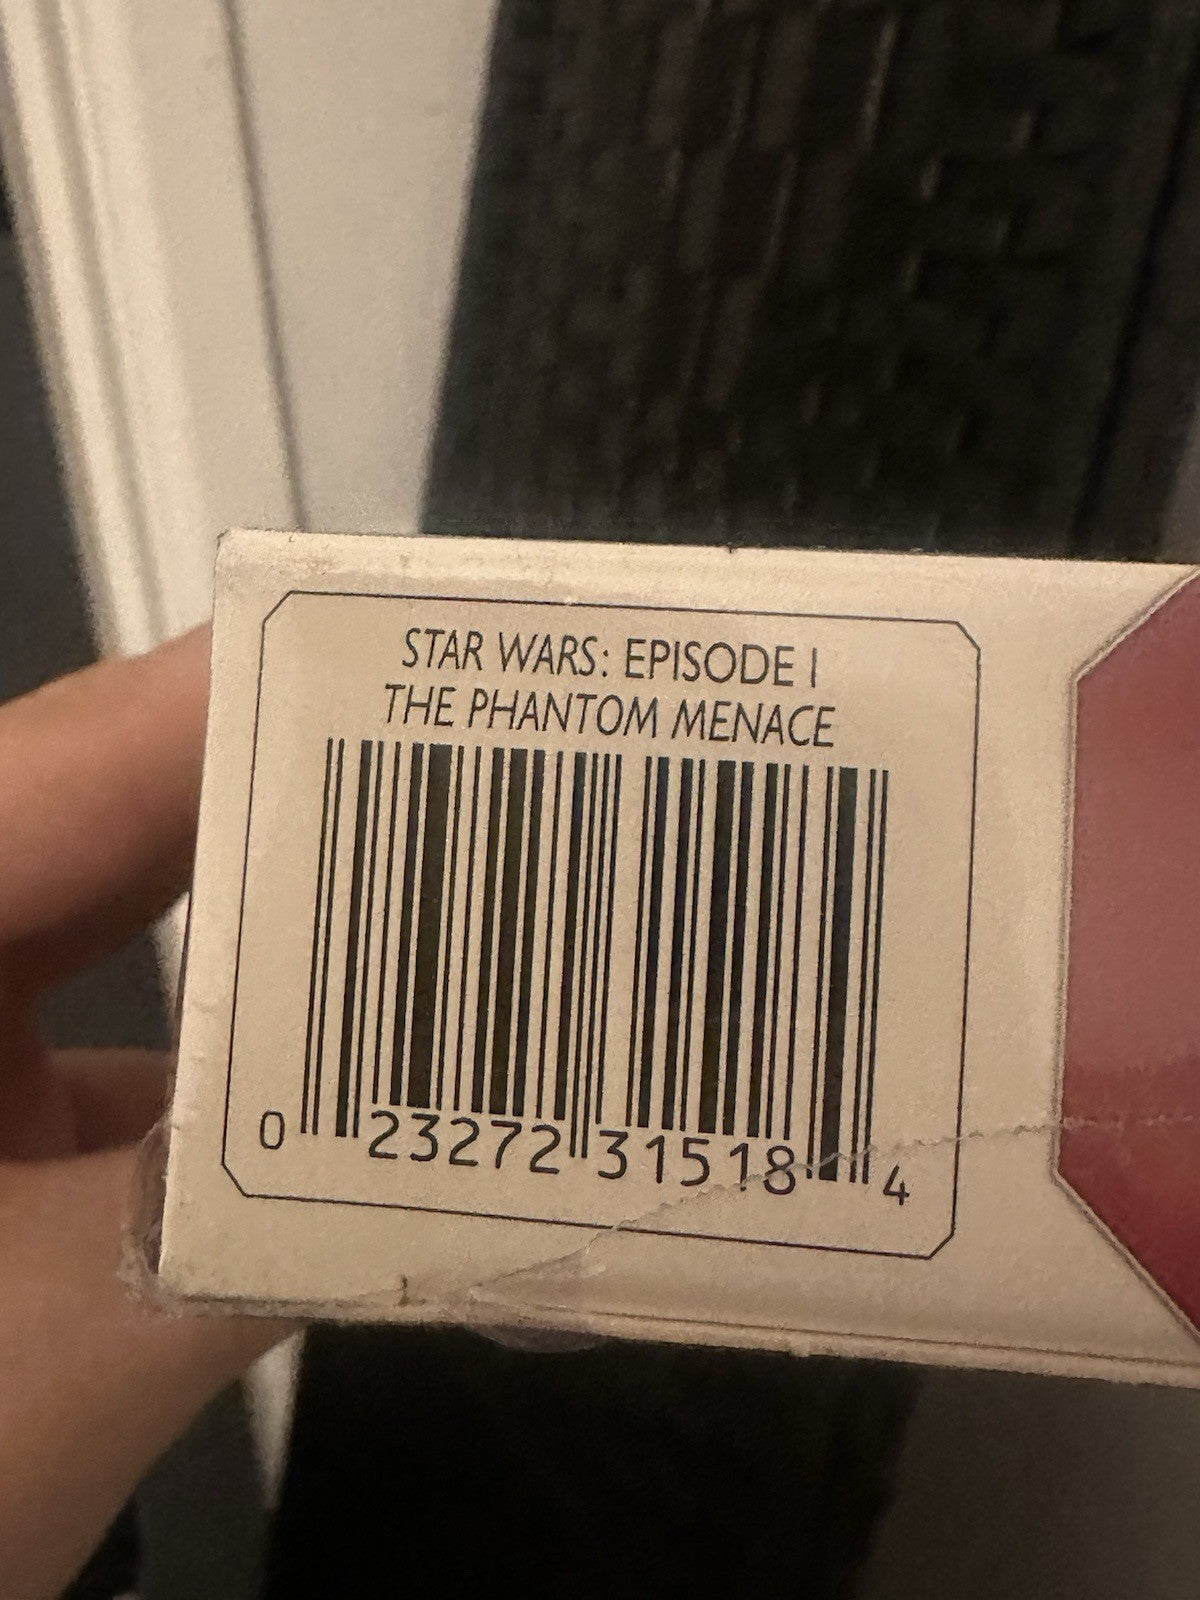 STAR WARS: EPISODE I
THE PHANTOM MENACE
0 23272 31518 4